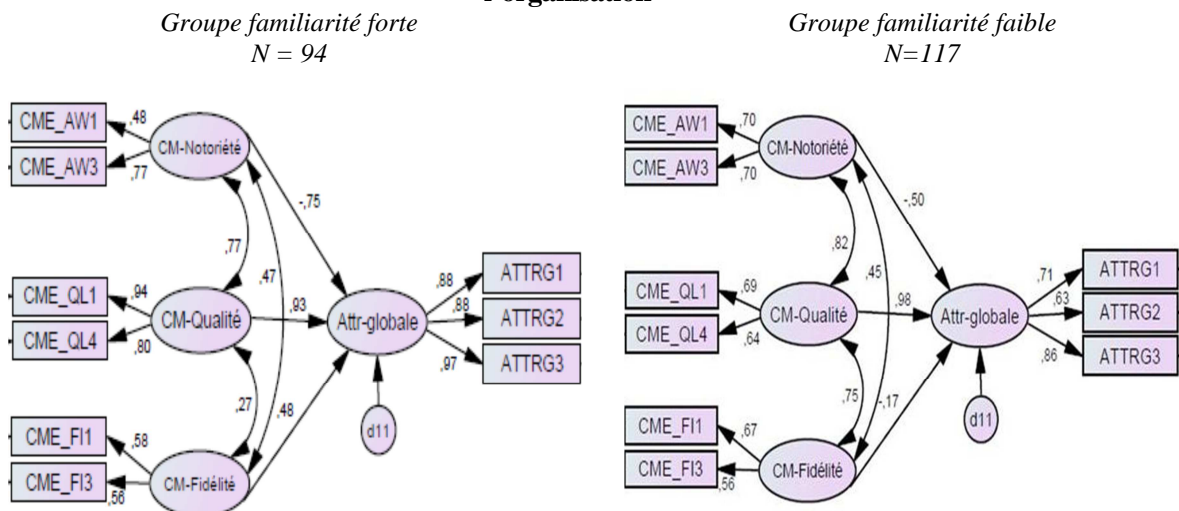 l'organisation
Groupe familiarité forte
N = 94
CME_AW1
,48
CME_AW3
,77
CM-Notoriété
-,75
,77
,47
CME_QL1
,94
CME_QL4
,80
CM-Qualité
,93
Attr-globale
,88
ATTRG1
,88
ATTRG2
,97
ATTRG3
,27
,48
d11
CME_FI1
,58
CME_FI3
,56
CM-Fidélité
Groupe familiarité faible
N=117
CME_AW1
,70
CME_AW3
,70
CM-Notoriété
-,50
,82
,45
CME_QL1
,69
CME_QL4
,64
CM-Qualité
,98
Attr-globale
,71
ATTRG1
,63
ATTRG2
,86
ATTRG3
,75
-,17
d11
CME_FI1
,67
CME_FI3
,56
CM-Fidélité